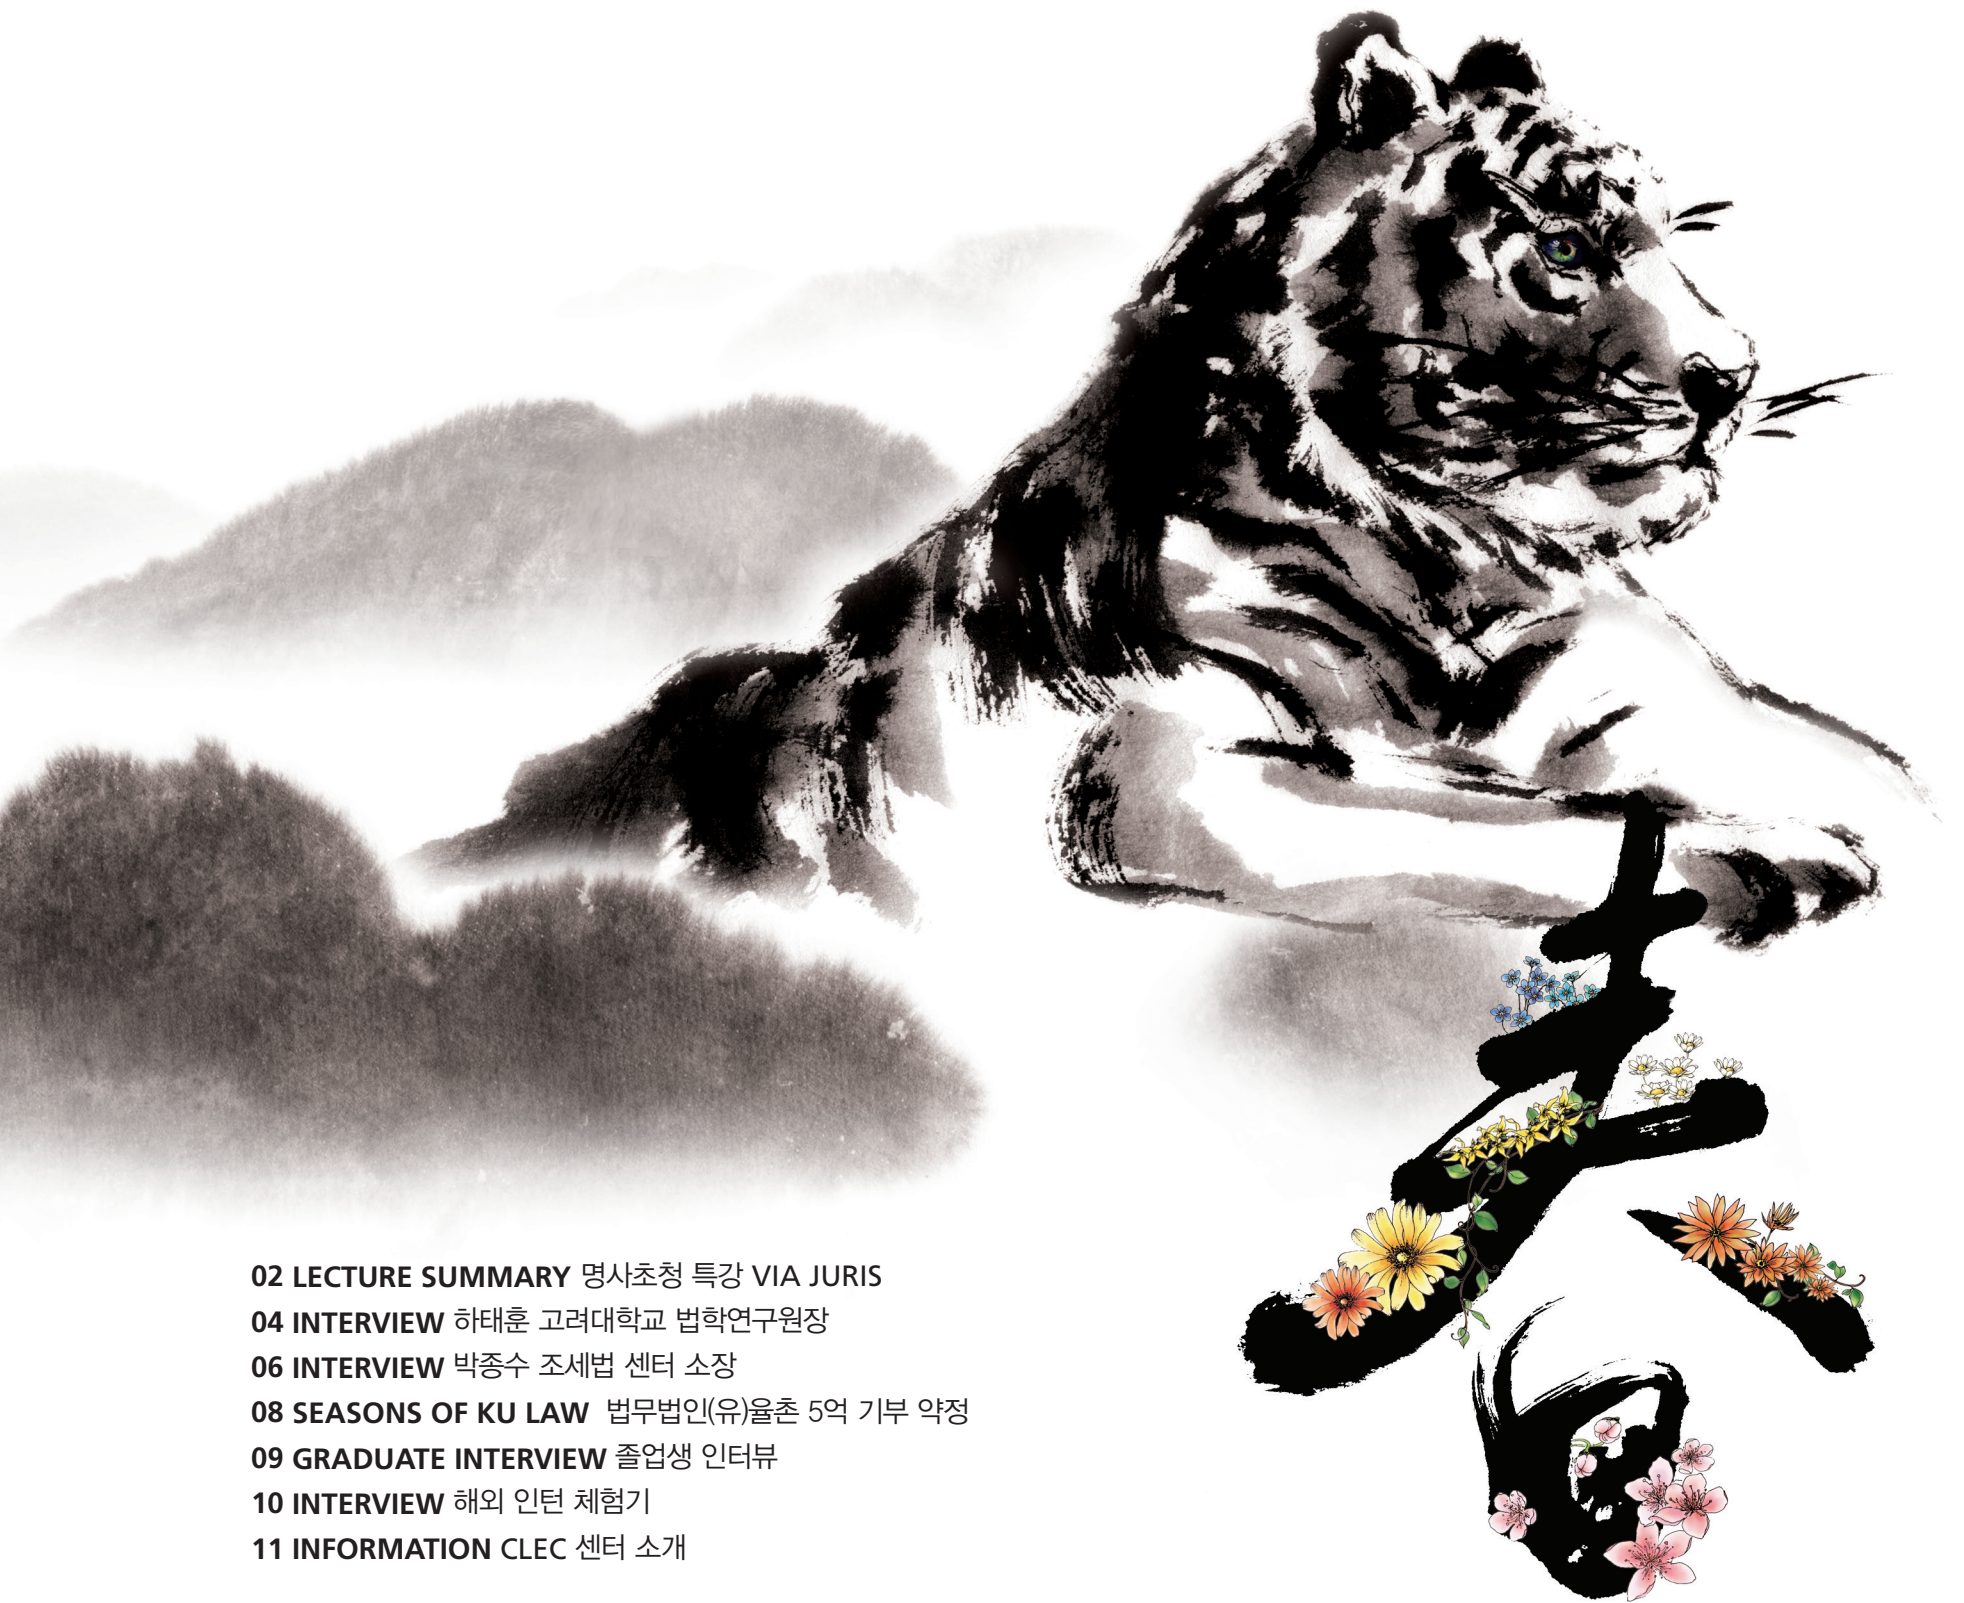 02 LECTURE SUMMARY 명사초청 특강 VIA JURIS
04 INTERVIEW 하태훈 고려대학교 법학연구원장
06 INTERVIEW 박종수 조세법 센터 소장
08 SEASONS OF KU LAW 법무법인(유)율촌 5억 기부 약정
09 GRADUATE INTERVIEW 졸업생 인터뷰
10 INTERVIEW 해외 인턴 체험기
11 INFORMATION CLEC 센터 소개
春